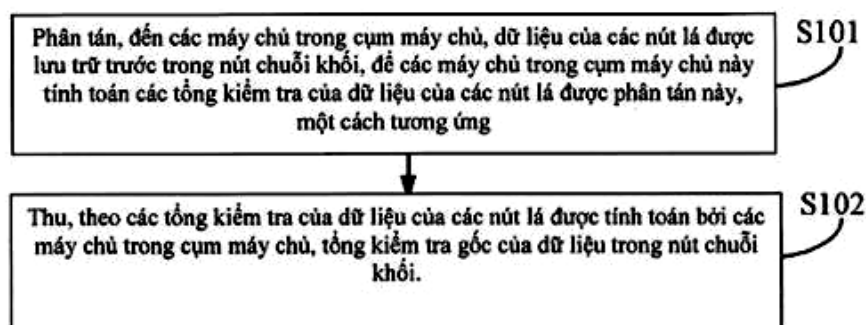 Phân tán, đến các máy chủ trong cụm máy chủ, dữ liệu của các nút lá được
lưu trữ trước trong nút chuỗi khối, để các máy chủ trong cụm máy chủ này
tính toán các tổng kiểm tra của dữ liệu của các nút lá được phân tán này,
một cách tương ứng
S101
Thu, theo các tổng kiểm tra của dữ liệu của các nút lá được tính toán bởi các
máy chủ trong cụm máy chủ, tổng kiểm tra gốc của dữ liệu trong nút chuỗi
khối.
S102